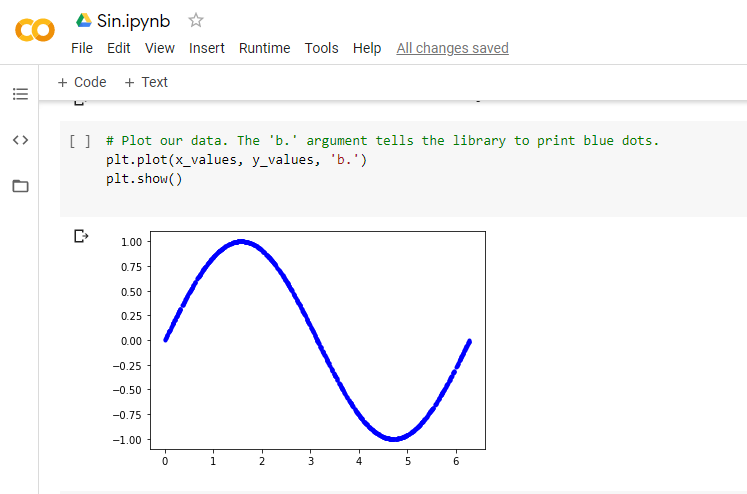 Sin.ipynb
File Edit View Insert Runtime Tools Help All changes saved
+ Code + Text
[ ] # Plot our data. The 'b.' argument tells the library to print blue dots.
plt.plot(x_values, y_values, 'b.')
plt.show()
1.00
0.75
0.50
0.25
0.00
−0.25
−0.50
−0.75
−1.00
0 1 2 3 4 5 6